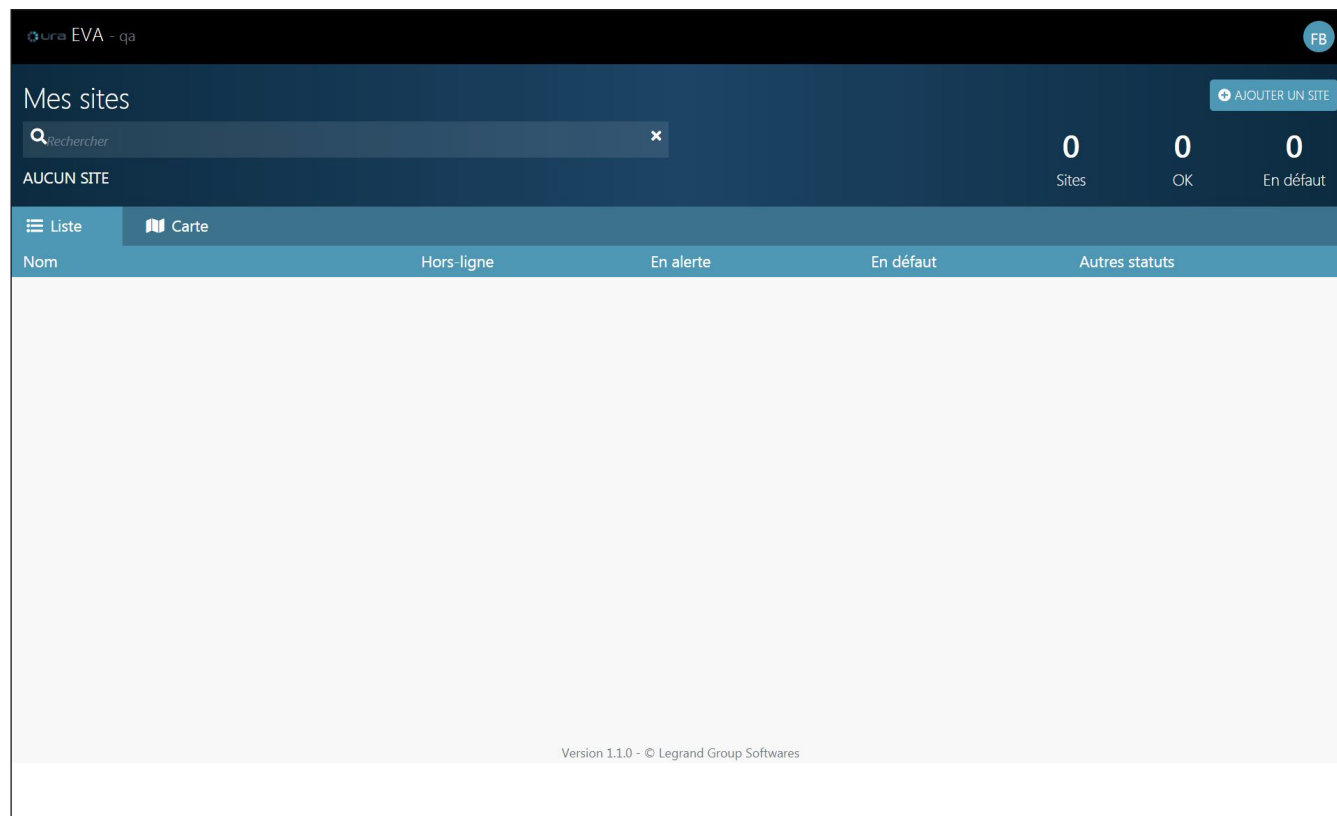 ura EVA - qa
FB
Mes sites
AJOUTER UN SITE
Rechercher
0 0 0
AUCUN SITE
Sites OK En défaut
Liste Carte
Nom Hors-ligne En alerte En défaut Autres statuts
Version 1.1.0 - © Legrand Group Softwares